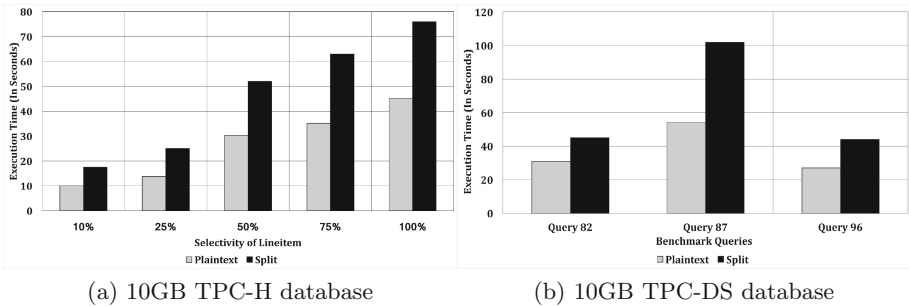 80
70
60
50
40
30
20
10
0
Execution Time (In Seconds)
10% 25% 50% 75% 100%
Selectivity of Lineitem
Plaintext Split
(a) 10GB TPC-H database
120
100
80
60
40
20
0
Execution Time (In Seconds)
Query 82 Query 87 Query 96
Benchmark Queries
Plaintext Split
(b) 10GB TPC-DS database